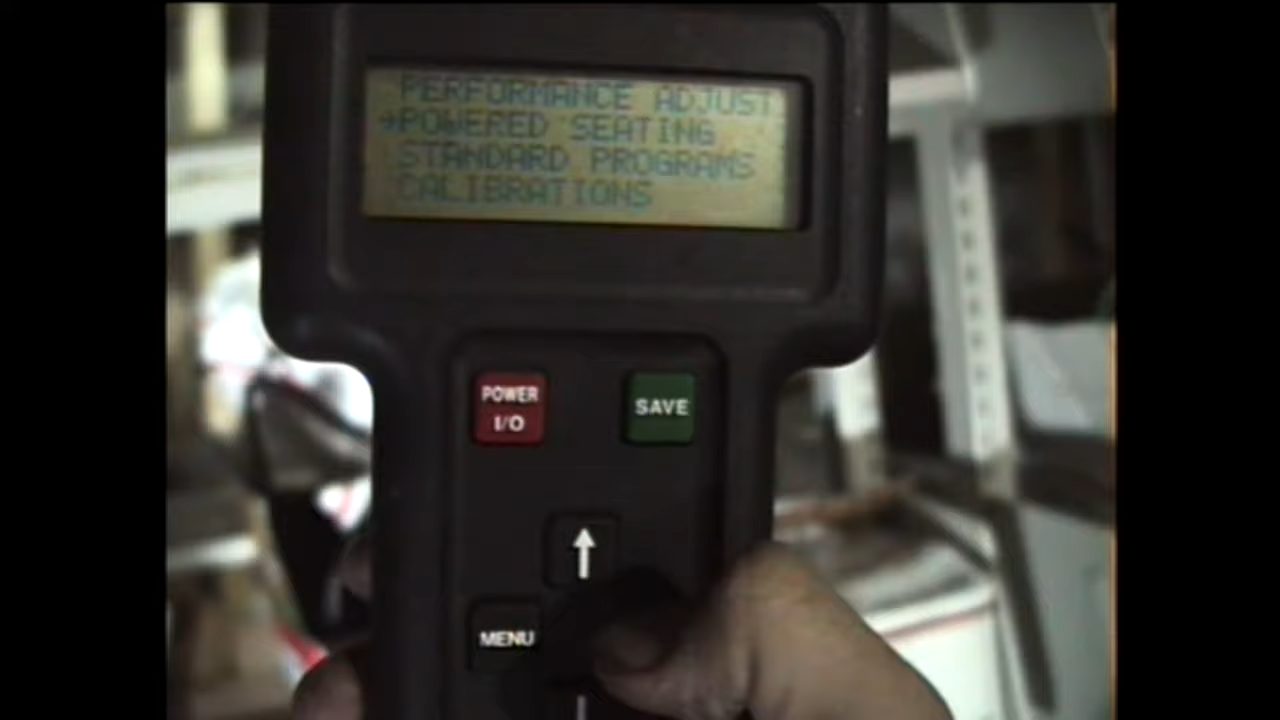 PERFORMANCE ADJUST
→POWERED SEATING
STANDARD PROGRAMS
CALIBRATIONS
POWER
I/O
SAVE
MENU